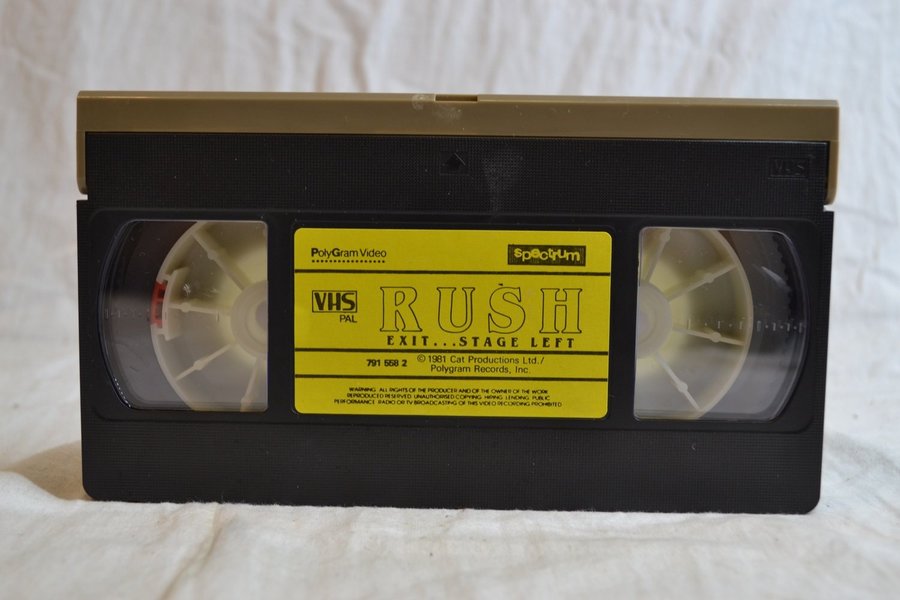 VHS
PolyGram Video
spectrum
VHS
PAL
RUSH
EXIT...STAGE LEFT
791 558 2
© 1981 Cat Productions Ltd./
Polygram Records, Inc.
WARNING. ALL RIGHTS OF THE PRODUCER AND OF THE OWNER OF THE WORK
REPRODUCED RESERVED. UNAUTHORISED COPYING, HIRING, LENDING, PUBLIC
PERFORMANCE, RADIO OR TV BROADCASTING OF THIS VIDEO RECORDING PROHIBITED